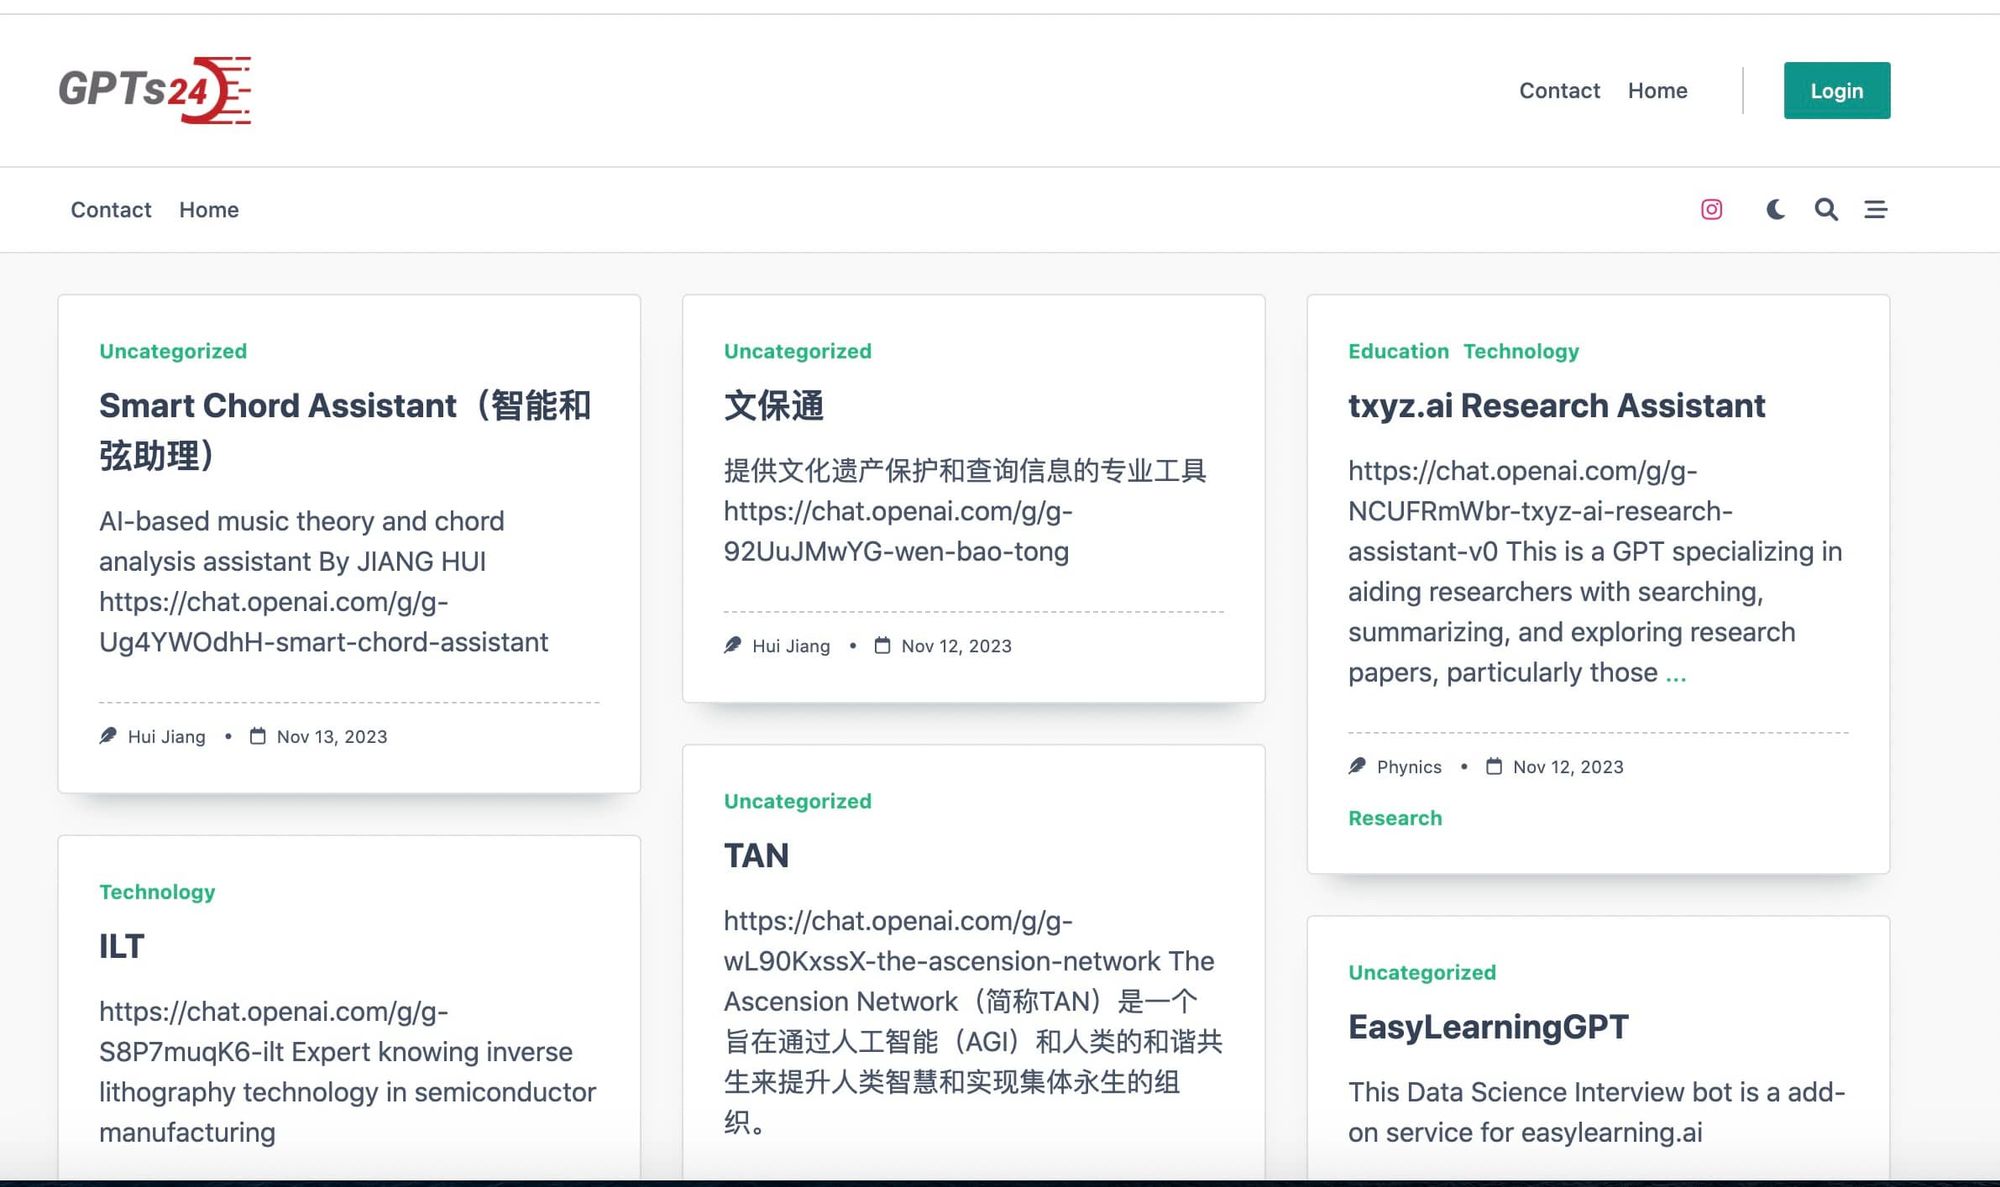 GPTs24
Contact Home
Login
Contact Home
Uncategorized
Smart Chord Assistant（智能和
弦助理）
AI-based music theory and chord
analysis assistant By JIANG HUI
https://chat.openai.com/g/g-
Ug4YWOdhH-smart-chord-assistant
Hui Jiang • Nov 13, 2023
Technology
ILT
https://chat.openai.com/g/g-
S8P7muqK6-ilt Expert knowing inverse
lithography technology in semiconductor
manufacturing
Uncategorized
文保通
提供文化遗产保护和查询信息的专业工具
https://chat.openai.com/g/g-
92UuJMwYG-wen-bao-tong
Hui Jiang • Nov 12, 2023
Uncategorized
TAN
https://chat.openai.com/g/g-
wL90KxssX-the-ascension-network The
Ascension Network（简称TAN）是一个
旨在通过人工智能（AGI）和人类的和谐共
生来提升人类智慧和实现集体永生的组
织。
Education Technology
txyz.ai Research Assistant
https://chat.openai.com/g/g-
NCUFRmWbr-txyz-ai-research-
assistant-v0 This is a GPT specializing in
aiding researchers with searching,
summarizing, and exploring research
papers, particularly those ...
Phynics • Nov 12, 2023
Research
Uncategorized
EasyLearningGPT
This Data Science Interview bot is a add-
on service for easylearning.ai